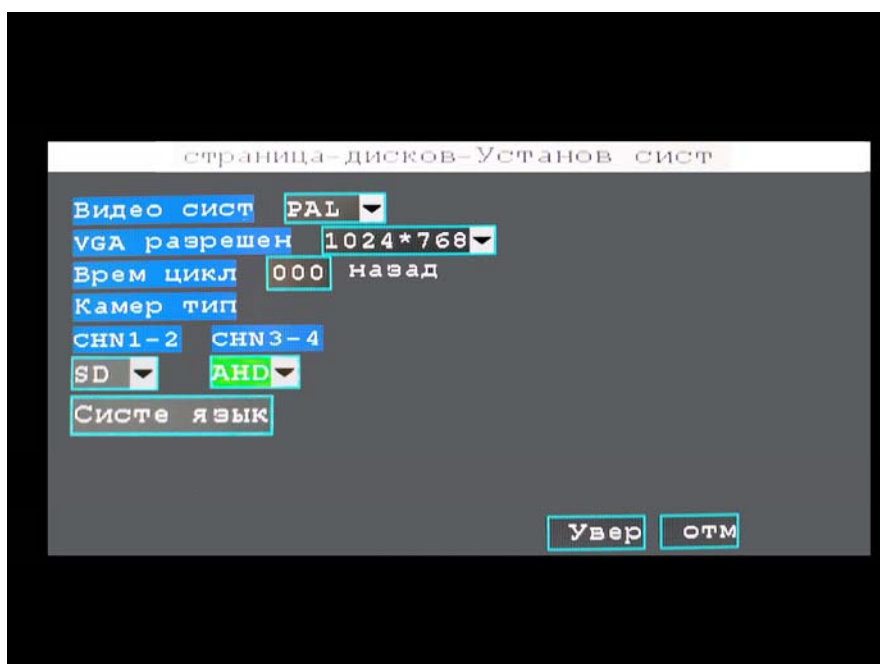 страница-дисков-Установ сист
Видео сист PAL
VGA разрешен 1024*768
Врем цикл 000 назад
Камер тип
CHN1-2 CHN3-4
SD AHD
Систе язык
Увер отм